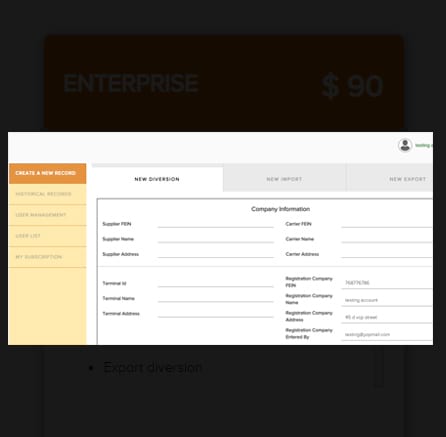 ENTERPRISE $ 90
testing a
CREATE A NEW RECORD
HISTORICAL RECORDS
USER MANAGEMENT
USER LIST
MY SUBSCRIPTION
NEW DIVERSION NEW IMPORT NEW EXPORT
Company Information
Supplier FEIN Carrier FEIN
Supplier Name Carrier Name
Supplier Address Carrier Address
Terminal Id Registration Company FEIN 768776786
Terminal Name Registration Company Name testing account
Terminal Address Registration Company Address 45 d vop street
Registration Company Entered By testing@yopmail.com
• Export diversion